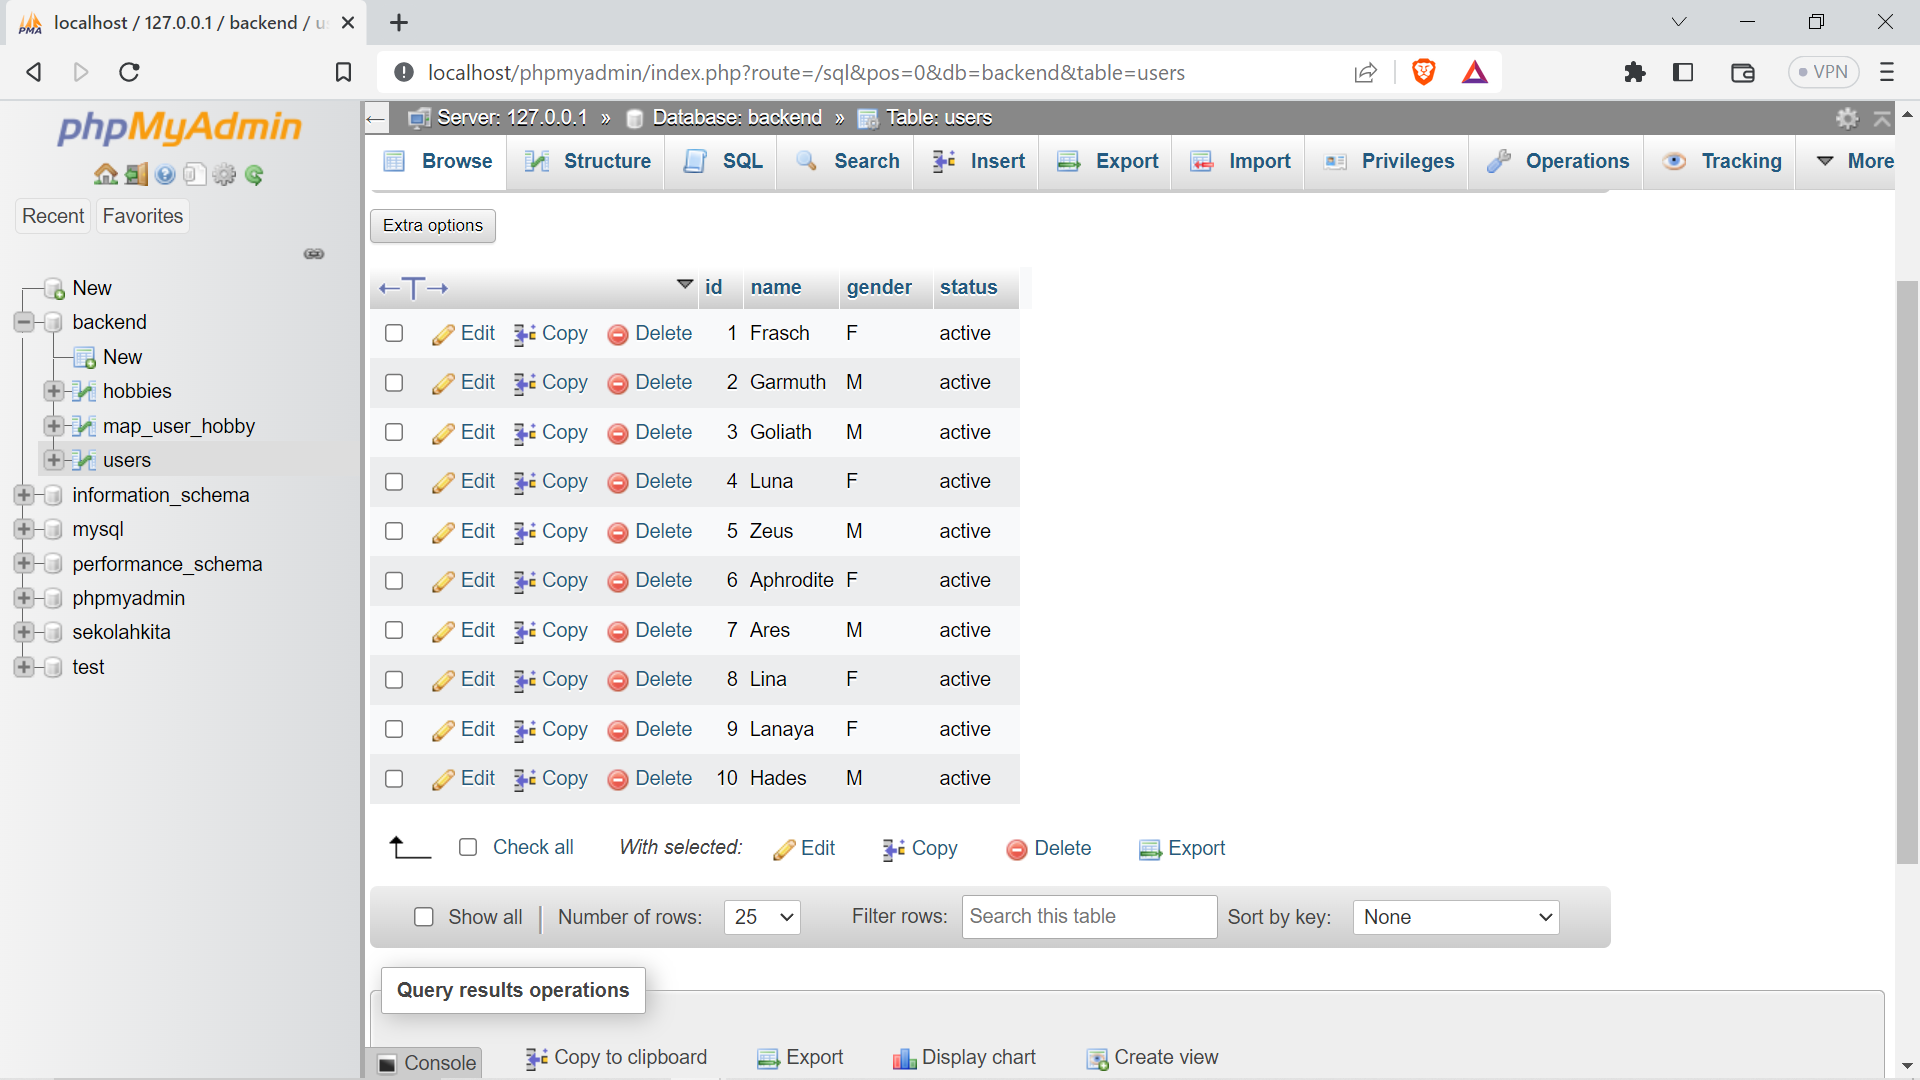 localhost / 127.0.0.1 / backend / u
localhost/phpmyadmin/index.php?route=/sql&pos=0&db=backend&table=users
VPN
phpMyAdmin
Recent Favorites
New
backend
New
hobbies
map_user_hobby
users
information_schema
mysql
performance_schema
phpmyadmin
sekolahkita
test
Server: 127.0.0.1 » Database: backend » Table: users
Browse Structure SQL Search Insert Export Import Privileges Operations Tracking More
Extra options
←T→ id name gender status
Edit Copy Delete 1 Frasch F active
Edit Copy Delete 2 Garmuth M active
Edit Copy Delete 3 Goliath M active
Edit Copy Delete 4 Luna F active
Edit Copy Delete 5 Zeus M active
Edit Copy Delete 6 Aphrodite F active
Edit Copy Delete 7 Ares M active
Edit Copy Delete 8 Lina F active
Edit Copy Delete 9 Lanaya F active
Edit Copy Delete 10 Hades M active
Check all With selected: Edit Copy Delete Export
Show all Number of rows: 25 Filter rows: Search this table Sort by key: None
Query results operations
Console Copy to clipboard Export Display chart Create view